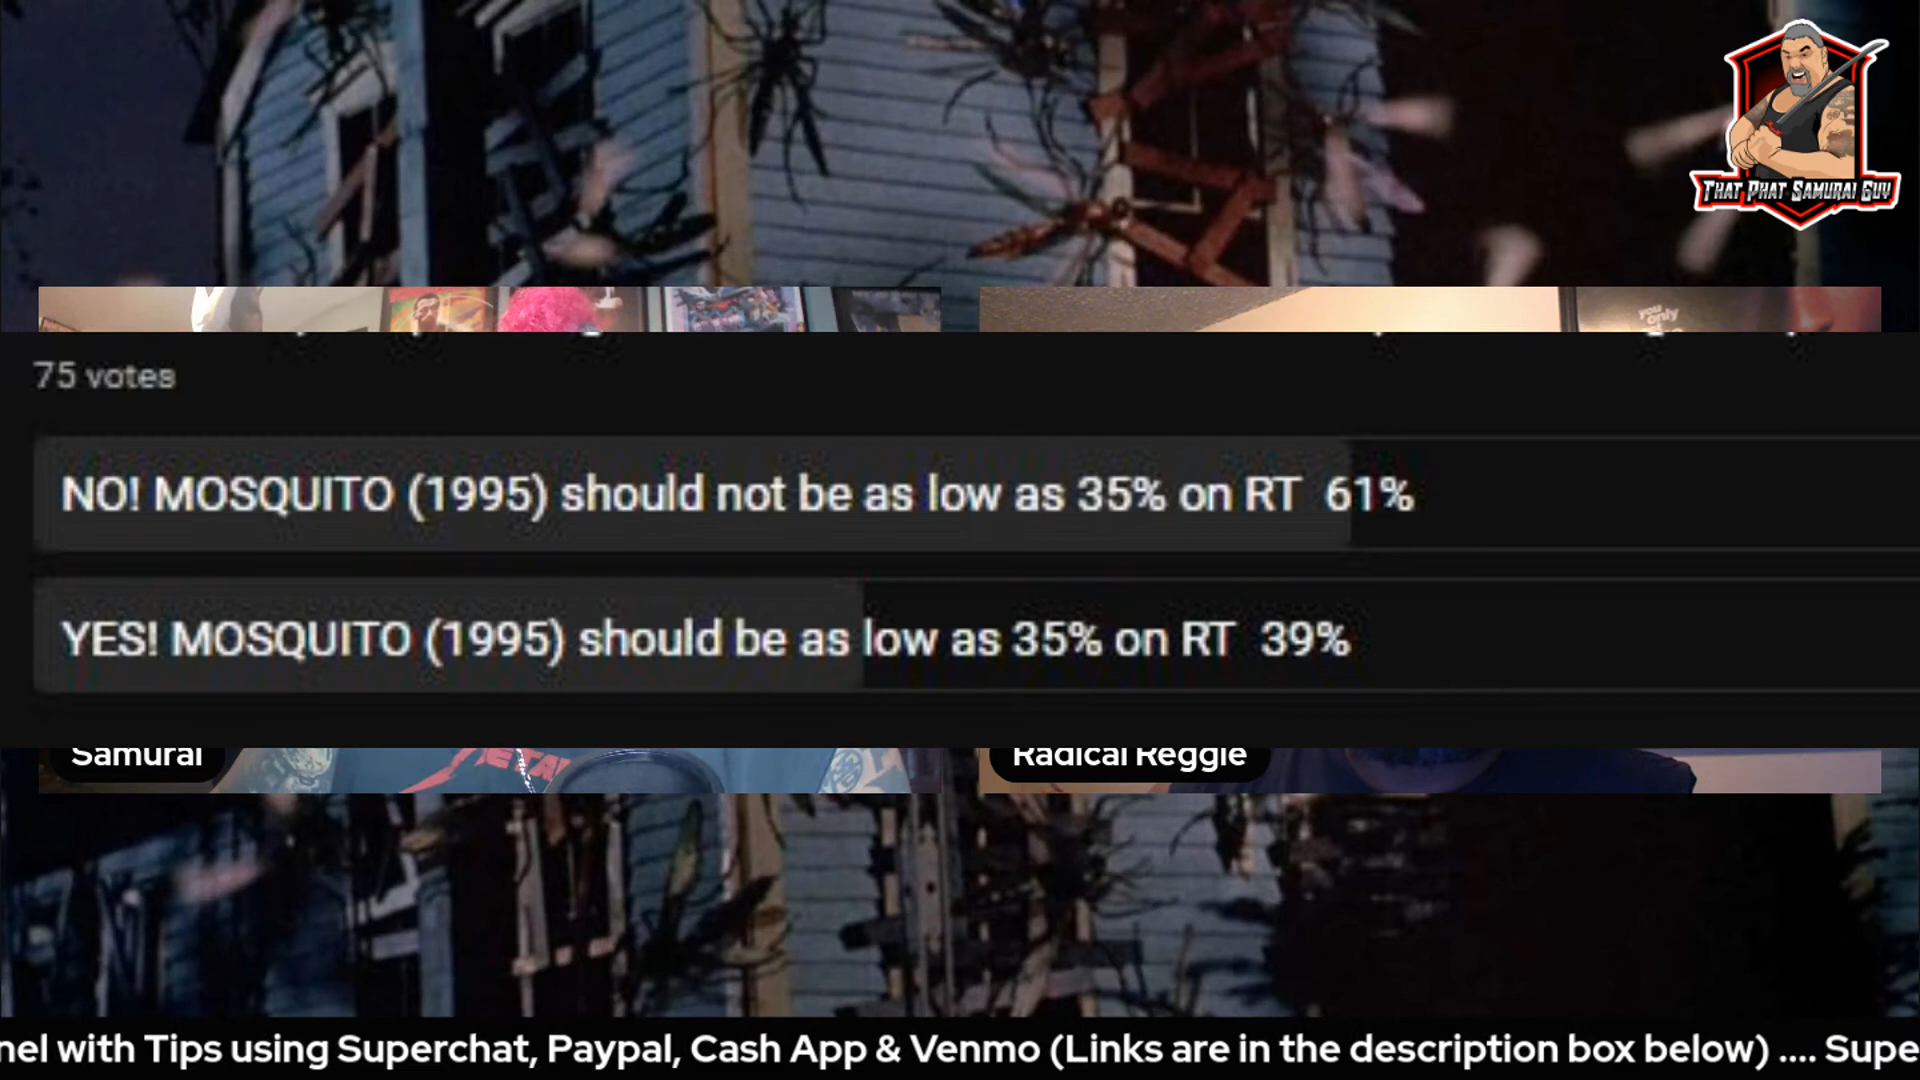 THAT PHAT SAMURAI GUY
you
only
75 votes
NO! MOSQUITO (1995) should not be as low as 35% on RT 61%
YES! MOSQUITO (1995) should be as low as 35% on RT 39%
Samurai
Radical Reggie
nel with Tips using Superchat, Paypal, Cash App & Venmo (Links are in the description box below) .... Supe